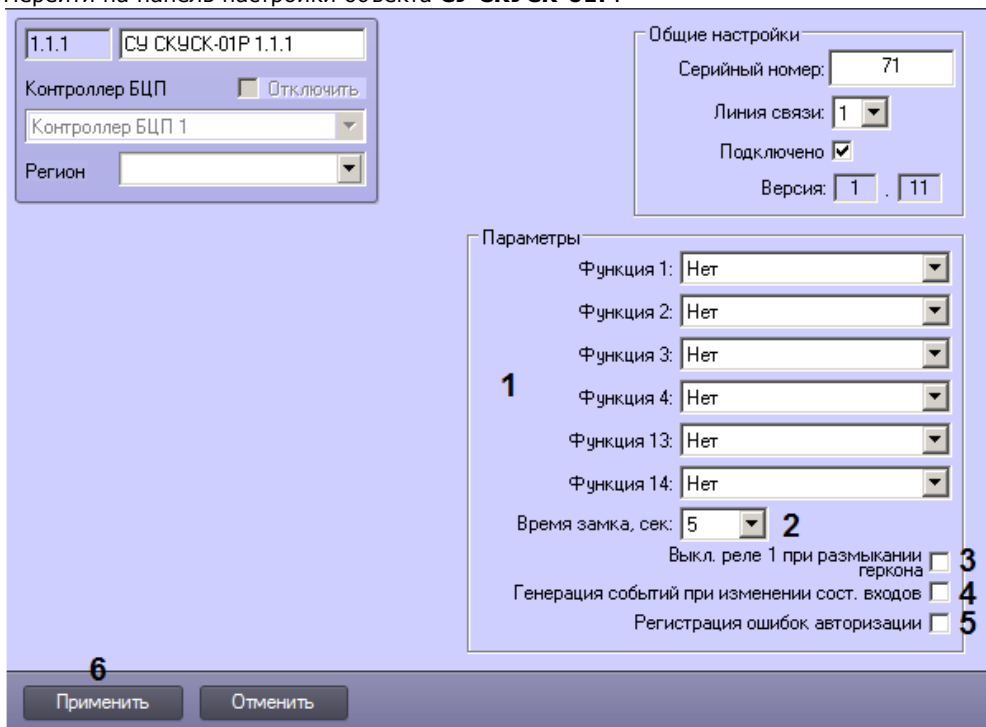 Перейти на панель настройки объекта СУ СКУСК-01Р.
1.1.1 СУ СКУСК-01Р 1.1.1
Контроллер БЦП Отключить
Контроллер БЦП 1
Регион
Общие настройки
Серийный номер: 71
Линия связи: 1
Подключено
Версия: 1 . 11
Параметры
Функция 1: Нет
Функция 2: Нет
Функция 3: Нет
1
Функция 4: Нет
Функция 13: Нет
Функция 14: Нет
Время замка, сек: 5 2
Выкл. реле 1 при размыкании
геркона 3
Генерация событий при изменении сост. входов 4
Регистрация ошибок авторизации 5
6
Применить Отменить